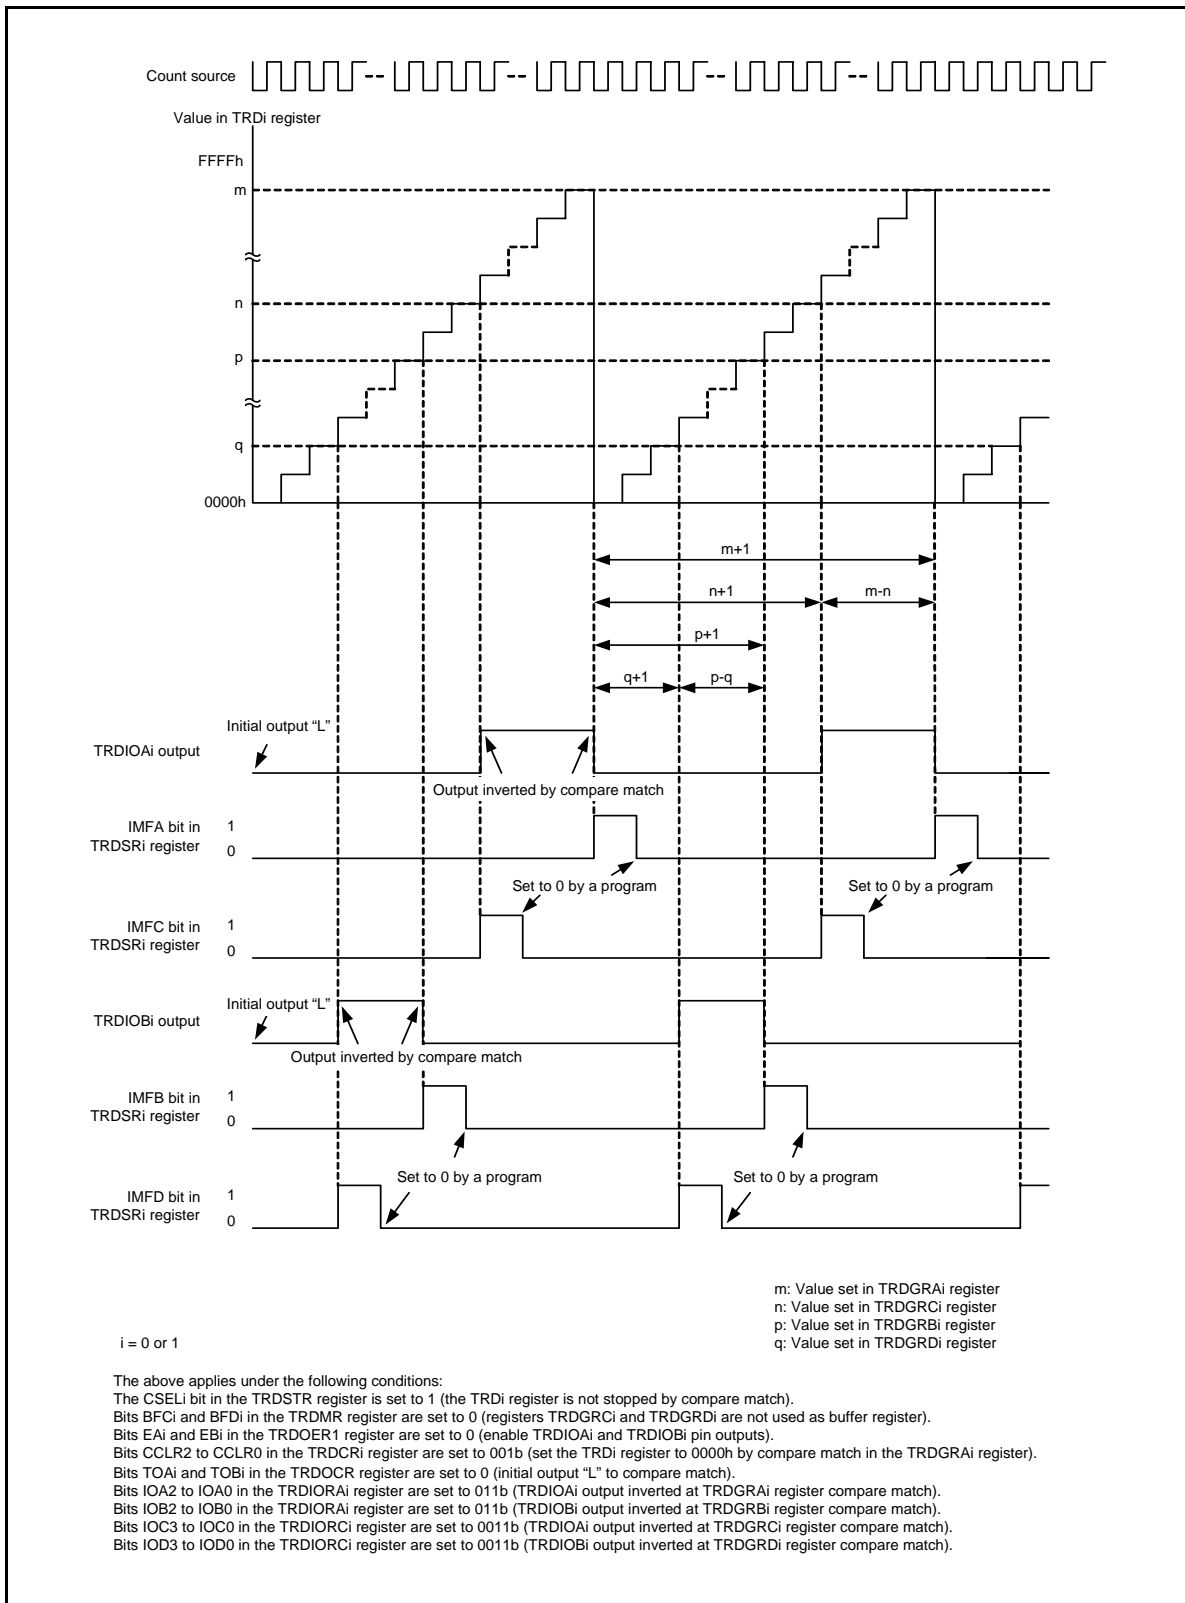 Count source
Value in TRDi register
FFFFh
m
n
p
q
0000h
m+1
n+1 m-n
p+1
q+1 p-q
Initial output “L”
TRDIOAi output
Output inverted by compare match
IMFA bit in
TRDSRi register
1
0
Set to 0 by a program Set to 0 by a program
IMFC bit in
TRDSRi register
1
0
Initial output “L”
TRDIOBi output
Output inverted by compare match
IMFB bit in
TRDSRi register
1
0
Set to 0 by a program Set to 0 by a program
IMFD bit in
TRDSRi register
1
0
m: Value set in TRDGRAi register
n: Value set in TRDGRCi register
p: Value set in TRDGRBi register
q: Value set in TRDGRDi register
i = 0 or 1
The above applies under the following conditions:
The CSELi bit in the TRDSTR register is set to 1 (the TRDi register is not stopped by compare match).
Bits BFCi and BFDi in the TRDMR register are set to 0 (registers TRDGRCi and TRDGRDi are not used as buffer register).
Bits EAi and EBi in the TRDOER1 register are set to 0 (enable TRDIOAi and TRDIOBi pin outputs).
Bits CCLR2 to CCLR0 in the TRDCRi register are set to 001b (set the TRDi register to 0000h by compare match in the TRDGRAi register).
Bits TOAi and TOBi in the TRDOCR register are set to 0 (initial output “L” to compare match).
Bits IOA2 to IOA0 in the TRDIORAi register are set to 011b (TRDIOAi output inverted at TRDGRAi register compare match).
Bits IOB2 to IOB0 in the TRDIORAi register are set to 011b (TRDIOBi output inverted at TRDGRBi register compare match).
Bits IOC3 to IOC0 in the TRDIORCi register are set to 0011b (TRDIOAi output inverted at TRDGRCi register compare match).
Bits IOD3 to IOD0 in the TRDIORCi register are set to 0011b (TRDIOBi output inverted at TRDGRDi register compare match).